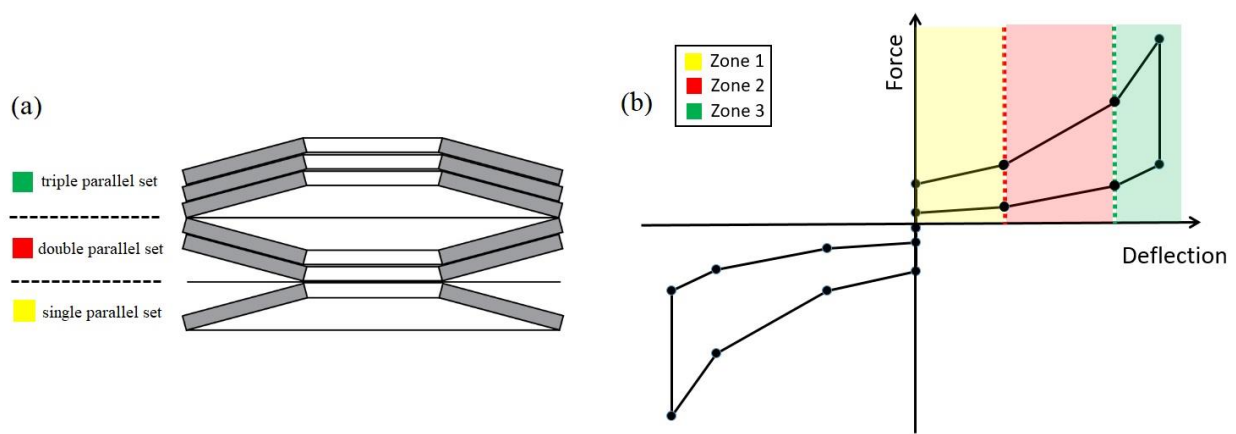 (a)
triple parallel set
double parallel set
single parallel set
(b)
Zone 1
Zone 2
Zone 3
Force
Deflection